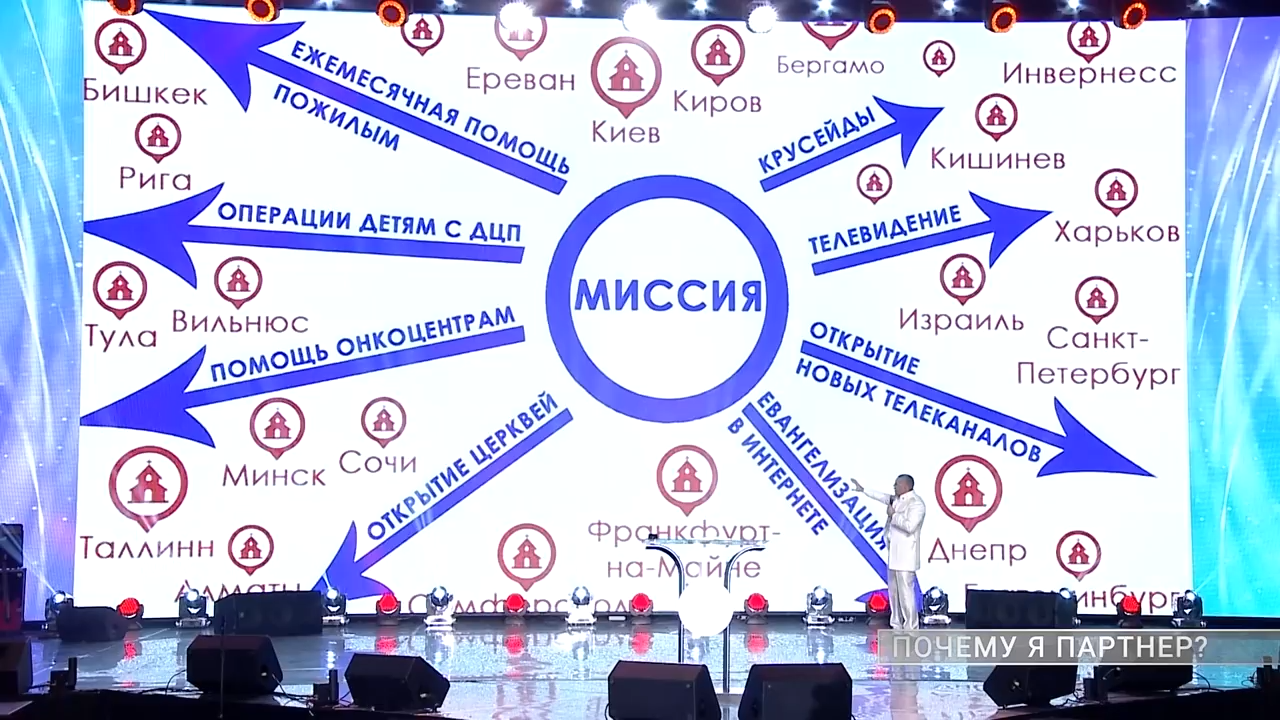 Бишкек
ЕЖЕМЕСЯЧНАЯ ПОМОЩЬ
ПОЖИЛЫМ
Ереван
Киев
Киров
Бергамо
Инвернесс
КРУСЕЙДЫ
Кишинев
Рига
ОПЕРАЦИИ ДЕТЯМ С ДЦП
ТЕЛЕВИДЕНИЕ
Харьков
МИССИЯ
Тула
Вильнюс
Израиль
Санкт-
Петербург
ПОМОЩЬ ОНКОЦЕНТРАМ
ОТКРЫТИЕ
НОВЫХ ТЕЛЕКАНАЛОВ
Минск
Сочи
ОТКРЫТИЕ ЦЕРКВЕЙ
ЕВАНГЕЛИЗАЦИЯ
В ИНТЕРНЕТЕ
Таллинн
Франкфурт-
на-Майне
Днепр
Алматы
ПОЧЕМУ Я ПАРТНЕР?